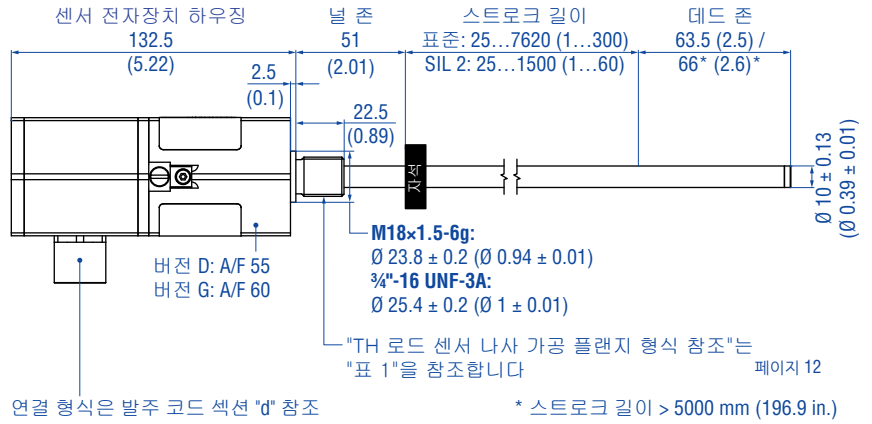 센서 전자장치 하우징
132.5
(5.22)
널 존
51
(2.01)
스트로크 길이
표준: 25…7620 (1…300)
SIL 2: 25…1500 (1…60)
데드 존
63.5 (2.5) /
66* (2.6)*
2.5
(0.1)
22.5
(0.89)
자석
Ø 10 ± 0.13
(Ø 0.39 ± 0.01)
M18×1.5-6g:
Ø 23.8 ± 0.2 (Ø 0.94 ± 0.01)
¾"-16 UNF-3A:
Ø 25.4 ± 0.2 (Ø 1 ± 0.01)
버전 D: A/F 55
버전 G: A/F 60
"TH 로드 센서 나사 가공 플랜지 형식 참조"는
"표 1"을 참조합니다
페이지 12
연결 형식은 발주 코드 섹션 "d" 참조
* 스트로크 길이 > 5000 mm (196.9 in.)